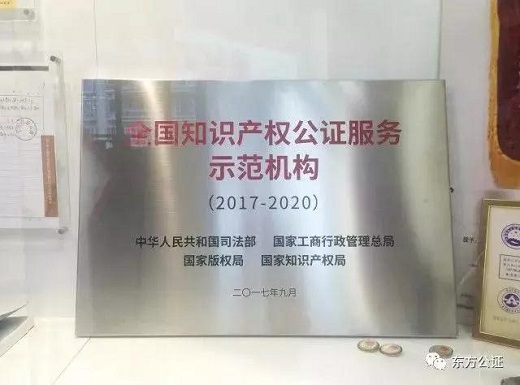 全国知识产权公证服务
示范机构
(2017-2020)
中华人民共和国司法部 国家工商行政管理总局
国家版权局 国家知识产权局
二〇一七年九月
东方公证